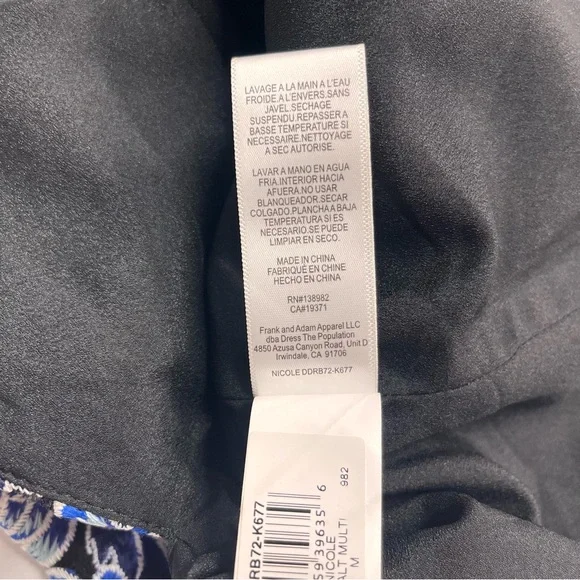 LAVAGE A LA MAIN A L'EAU
FROIDE.A L'ENVERS.SANS
JAVEL.SECHAGE
SUSPENDU.REPASSER A
BASSE TEMPERATURE SI
NECESSAIRE.NETTOYAGE
A SEC AUTORISE.
LAVAR A MANO EN AGUA
FRIA.INTERIOR HACIA
AFUERA.NO USAR
BLANQUEADOR.SECAR
COLGADO.PLANCHA A BAJA
TEMPERATURA SI ES
NECESARIO.SE PUEDE
LIMPIAR EN SECO.
MADE IN CHINA
FABRIQUÉ EN CHINE
HECHO EN CHINA
RN#138982
CA#19371
Frank and Adam Apparel LLC
dba Dress The Population
4850 Azusa Canyon Road, Unit D
Irwindale, CA 91706
NICOLE DDRB72-K677
RB72-K677
5939635 6
982
NICOLE
ALT MULTI
M